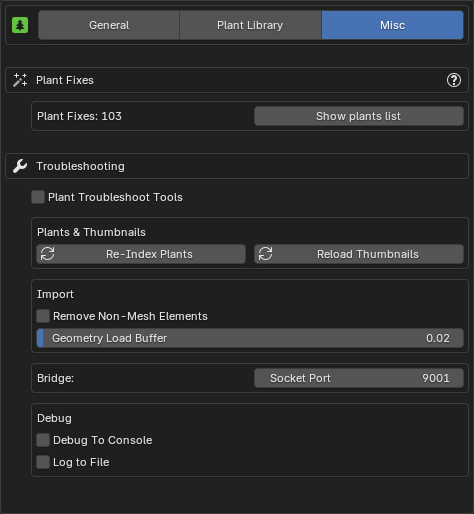 General Plant Library Misc
Plant Fixes
Plant Fixes: 103 Show plants list
Troubleshooting
Plant Troubleshoot Tools
Plants & Thumbnails
Re-Index Plants Reload Thumbnails
Import
Remove Non-Mesh Elements
Geometry Load Buffer 0.02
Bridge: Socket Port 9001
Debug
Debug To Console
Log to File